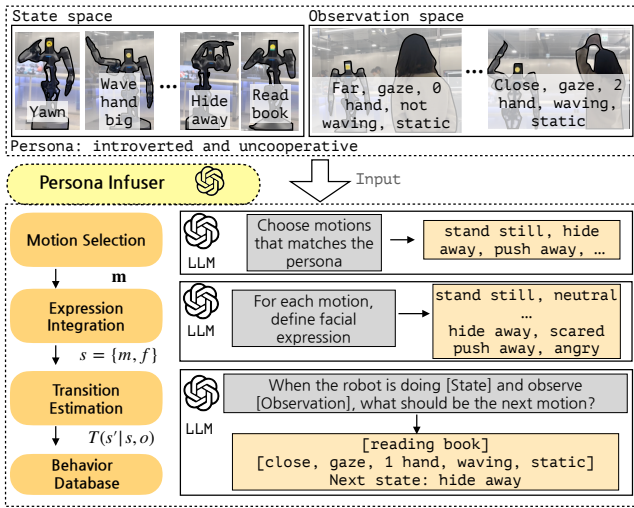 State space
Observation space
Yawn
Wave
hand
big
...
Hide
away
Read
book
Far, gaze, 0
hand, not
waving, static
...
Close, gaze, 2
hand, waving,
static
Persona: introverted and uncooperative
Persona Infuser
Input
Motion Selection
m
Expression
Integration
s = {m, f}
Transition
Estimation
T(s′|s, o)
Behavior
Database
LLM
Choose motions
that matches the
persona
stand still, hide
away, push away, …
LLM
For each motion,
define facial
expression
stand still, neutral
…
hide away, scared
push away, angry
LLM
When the robot is doing [State] and observe
[Observation], what should be the next motion?
[reading book]
[close, gaze, 1 hand, waving, static]
Next state: hide away